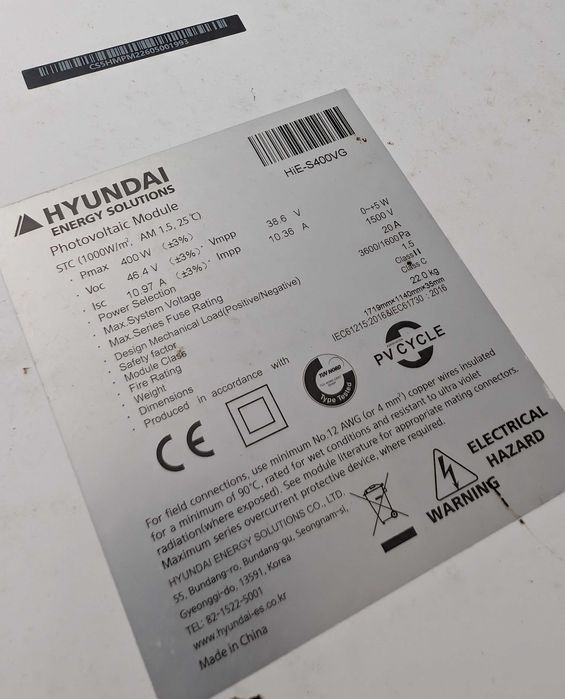 CS5HMPM22605001993
HiE-S400VG
HYUNDAI
ENERGY SOLUTIONS
Photovoltaic Module
STC (1000W/m², AM 1.5, 25℃)
· Pmax 400 W (±3%) · Vmpp 38.6 V
· Voc 46.4 V (±3%) · Impp 10.36 A
· Isc 10.97 A (±3%)
· Power Selection 0~+5W
· Max.System Voltage 1500 V
· Max.Series Fuse Rating 20A
· Design Mechanical Load(Positive/Negative) 3600/1600Pa
· Safety factor 1.5
· Module Class Class II
· Fire Rating Class C
· Weight 22.0 kg
· Dimensions 1719mm×1140mm×35mm
· Produced in accordance with IEC61215:2016&IEC61730 : 2016
CE
TÜV NORD
Type Tested
PV CYCLE
For field connections, use minimum No.12 AWG (or 4 mm²) copper wires insulated
for a minimum of 90℃, rated for wet conditions and resistant to ultra violet
radiation(where exposed). See module literature for appropriate mating connectors.
Maximum series overcurrent protective device, where required.
HYUNDAI ENERGY SOLUTIONS CO., LTD.
55, Bundang-ro, Bundang-gu, Seongnam-si,
Gyeonggi-do, 13591, Korea
TEL: 82-1522-5001
www.hyundai-es.co.kr
Made in China
WARNING
ELECTRICAL
HAZARD